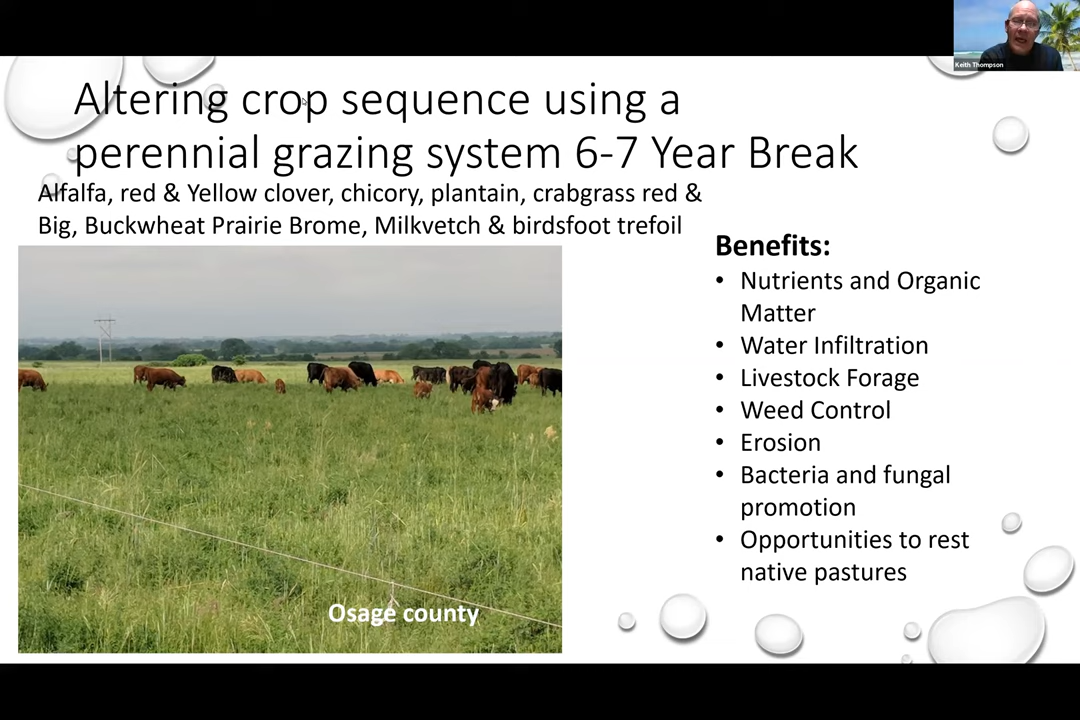 Keith Thompson
Altering crop sequence using a
perennial grazing system 6-7 Year Break
Alfalfa, red & Yellow clover, chicory, plantain, crabgrass red &
Big, Buckwheat Prairie Brome, Milkvetch & birdsfoot trefoil
Benefits:
• Nutrients and Organic
Matter
• Water Infiltration
• Livestock Forage
• Weed Control
• Erosion
• Bacteria and fungal
promotion
• Opportunities to rest
native pastures
Osage county